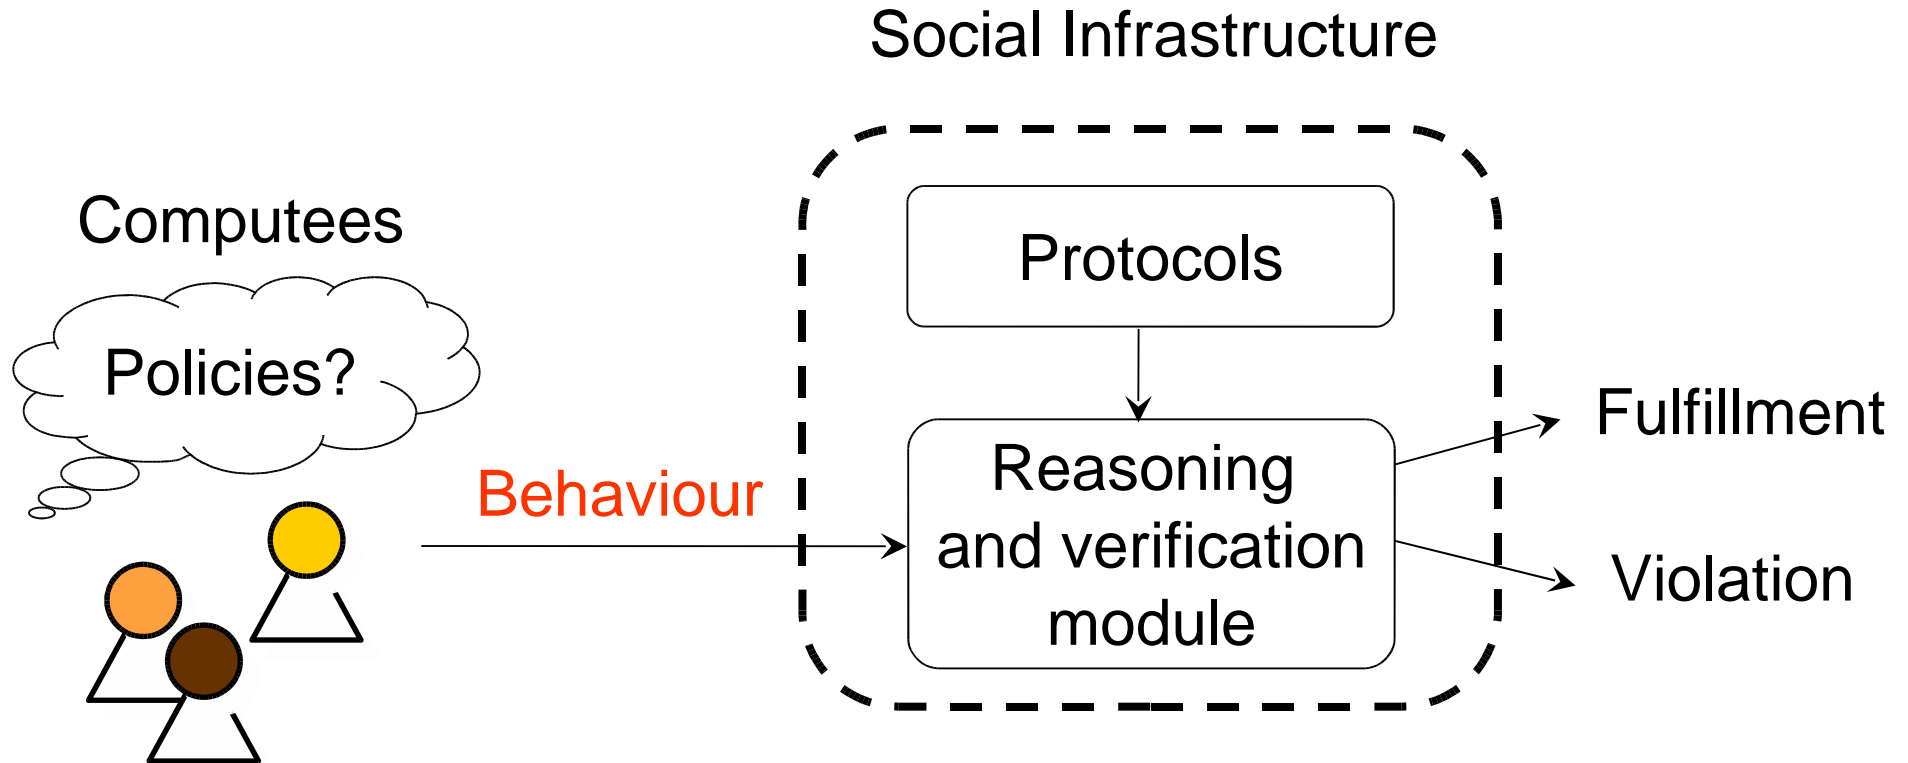 Social Infrastructure
Computees
Policies?
Behaviour
Protocols
Reasoning
and verification
module
Fulfillment
Violation